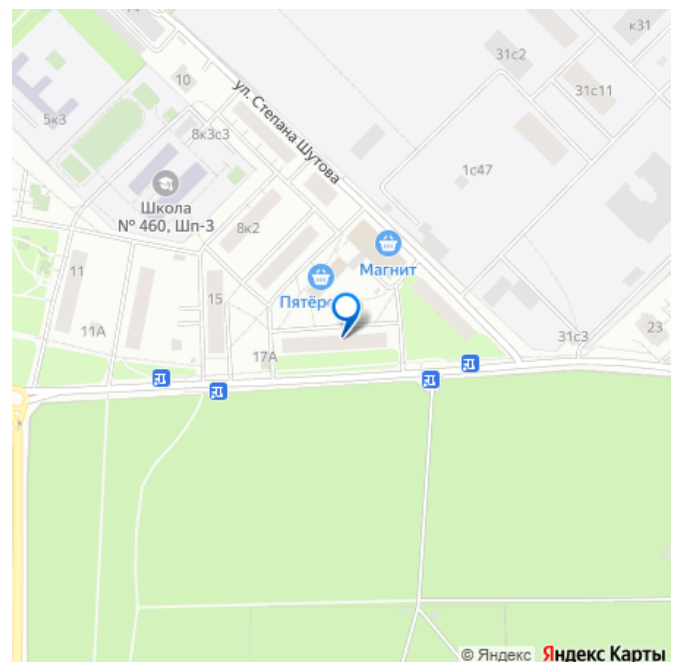 к31
31с2
31с11
10
ул. Степана Шутова
5к3
8к3с3
1с47
Школа
№ 460, Шп-3
8к2
Магнит
11
Пятёро
15
11А
31с3
23
17А
© Яндекс Яндекс Карты